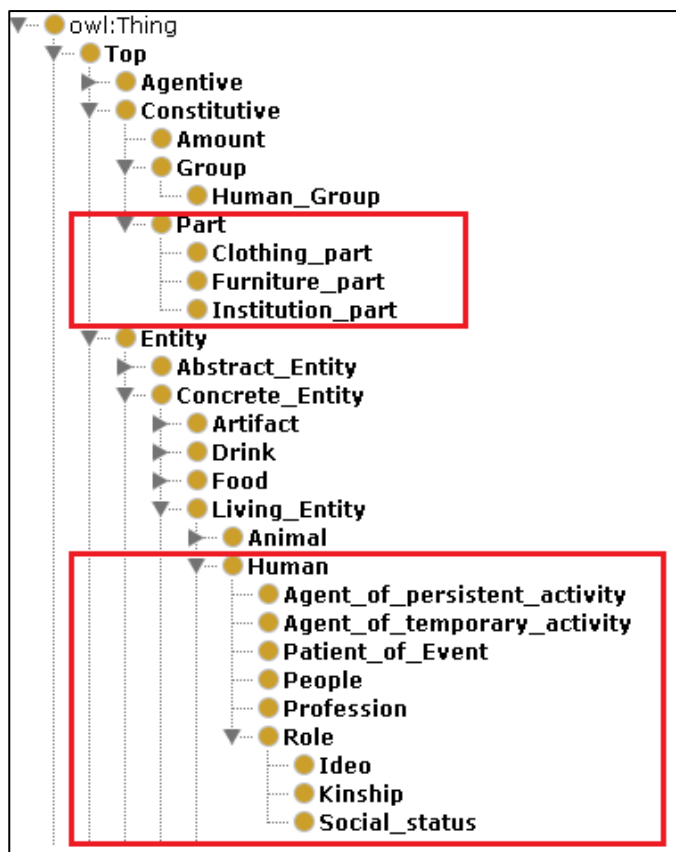 owl:Thing
Top
Agentive
Constitutive
Amount
Group
Human_Group
Part
Clothing_part
Furniture_part
Institution_part
Entity
Abstract_Entity
Concrete_Entity
Artifact
Drink
Food
Living_Entity
Animal
Human
Agent_of_persistent_activity
Agent_of_temporary_activity
Patient_of_Event
People
Profession
Role
Ideo
Kinship
Social_status